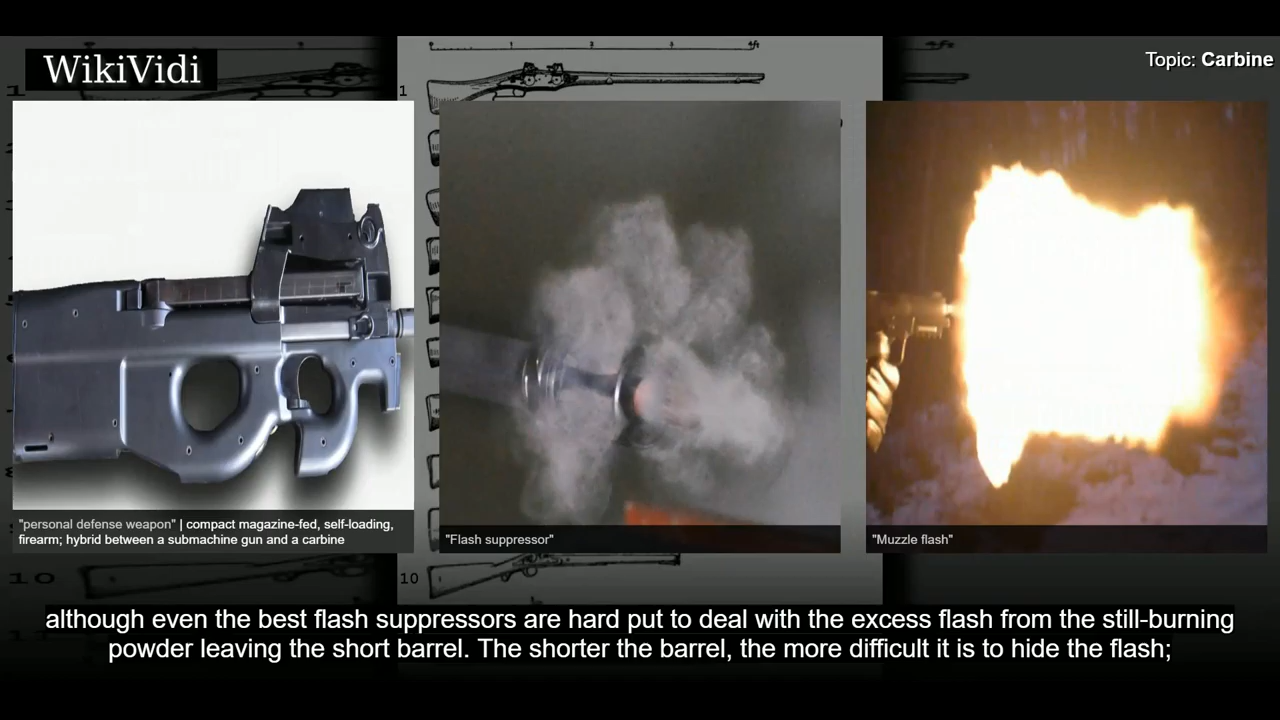 WikiVidi
Topic: Carbine
1
"personal defense weapon" | compact magazine-fed, self-loading,
firearm; hybrid between a submachine gun and a carbine
"Flash suppressor"
"Muzzle flash"
10
10
although even the best flash suppressors are hard put to deal with the excess flash from the still-burning
powder leaving the short barrel. The shorter the barrel, the more difficult it is to hide the flash;